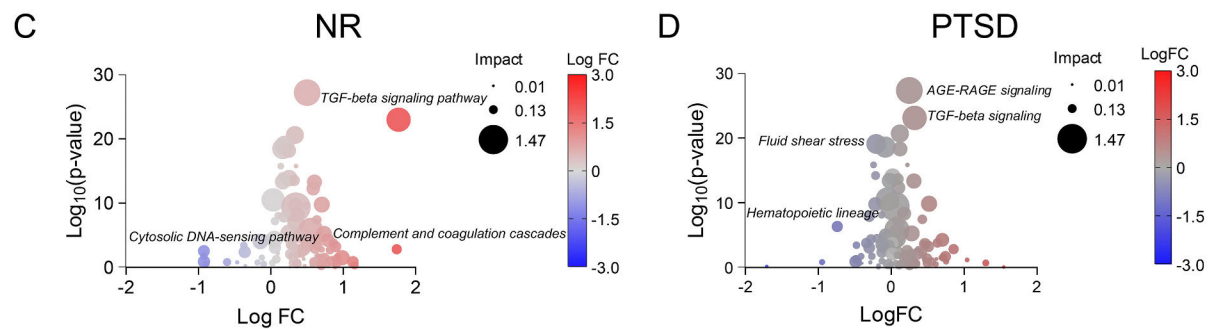 C
NR
Log₁₀(p-value)
30
20
10
0
-2
-1
0
1
2
Log FC
TGF-beta signaling pathway
Cytosolic DNA-sensing pathway
Complement and coagulation cascades
Impact
0.01
0.13
1.47
Log FC
3.0
1.5
0
-1.5
-3.0
D
PTSD
Log₁₀(p-value)
30
20
10
0
-2
-1
0
1
2
LogFC
AGE-RAGE signaling
TGF-beta signaling
Fluid shear stress
Hematopoietic lineage
Impact
0.01
0.13
1.47
LogFC
3.0
1.5
0
-1.5
-3.0